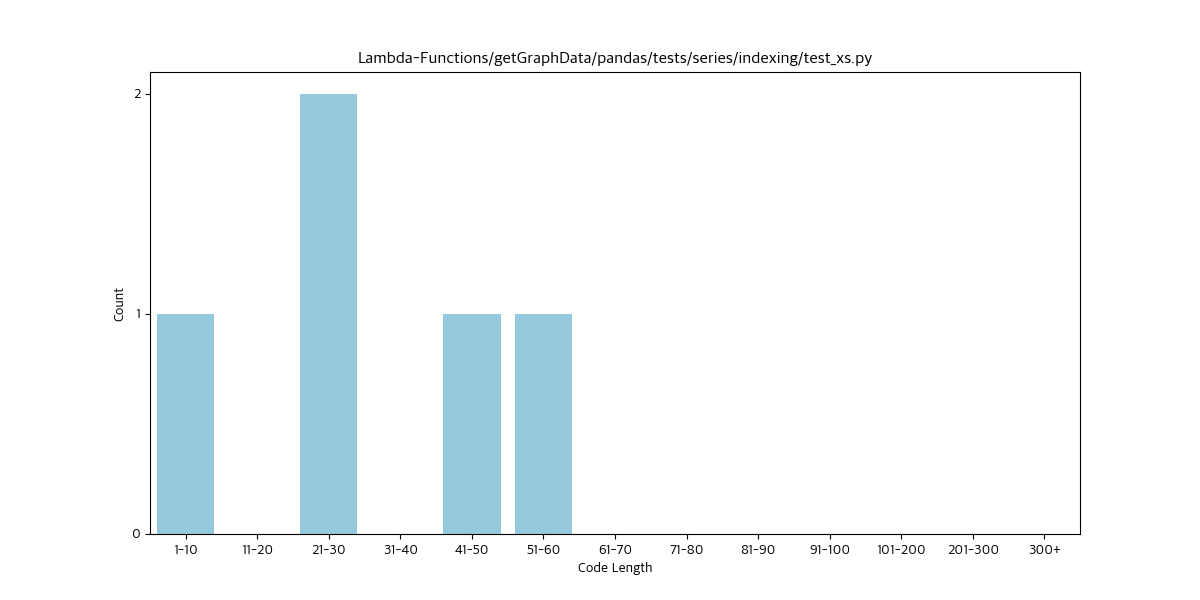 Lambda-Functions/getGraphData/pandas/tests/series/indexing/test_xs.py
2
1
0
Count
1-10 11-20 21-30 31-40 41-50 51-60 61-70 71-80 81-90 91-100 101-200 201-300 300+
Code Length